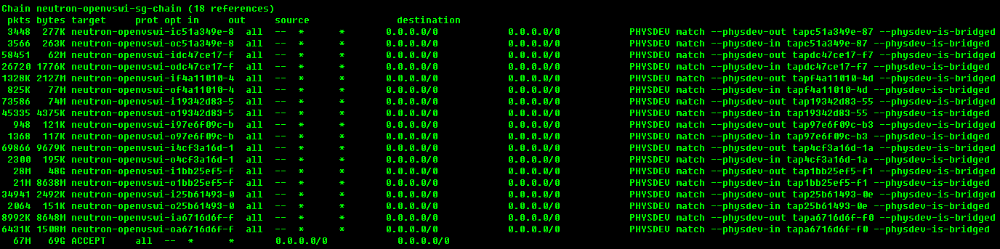 Chain neutron-openvswi-sg-chain (18 references)
pkts bytes target prot opt in out source destination
3448 277K neutron-openvswi-ic51a349e-8 all -- * * 0.0.0.0/0 0.0.0.0/0 PHYSDEV match --physdev-out tapc51a349e-87 --physdev-is-bridged
3566 263K neutron-openvswi-oc51a349e-8 all -- * * 0.0.0.0/0 0.0.0.0/0 PHYSDEV match --physdev-in tapc51a349e-87 --physdev-is-bridged
58451 62M neutron-openvswi-idc47ce17-f all -- * * 0.0.0.0/0 0.0.0.0/0 PHYSDEV match --physdev-out tapdc47ce17-f7 --physdev-is-bridged
26720 1776K neutron-openvswi-odc47ce17-f all -- * * 0.0.0.0/0 0.0.0.0/0 PHYSDEV match --physdev-in tapdc47ce17-f7 --physdev-is-bridged
1328K 2127M neutron-openvswi-if4a11010-4 all -- * * 0.0.0.0/0 0.0.0.0/0 PHYSDEV match --physdev-out tapf4a11010-4d --physdev-is-bridged
825K 77M neutron-openvswi-of4a11010-4 all -- * * 0.0.0.0/0 0.0.0.0/0 PHYSDEV match --physdev-in tapf4a11010-4d --physdev-is-bridged
73586 74M neutron-openvswi-i19342d83-5 all -- * * 0.0.0.0/0 0.0.0.0/0 PHYSDEV match --physdev-out tap19342d83-55 --physdev-is-bridged
45335 4375K neutron-openvswi-o19342d83-5 all -- * * 0.0.0.0/0 0.0.0.0/0 PHYSDEV match --physdev-in tap19342d83-55 --physdev-is-bridged
948 121K neutron-openvswi-i97e6f09c-b all -- * * 0.0.0.0/0 0.0.0.0/0 PHYSDEV match --physdev-out tap97e6f09c-b3 --physdev-is-bridged
1368 117K neutron-openvswi-o97e6f09c-b all -- * * 0.0.0.0/0 0.0.0.0/0 PHYSDEV match --physdev-in tap97e6f09c-b3 --physdev-is-bridged
69866 9679K neutron-openvswi-i4cf3a16d-1 all -- * * 0.0.0.0/0 0.0.0.0/0 PHYSDEV match --physdev-out tap4cf3a16d-1a --physdev-is-bridged
2300 195K neutron-openvswi-o4cf3a16d-1 all -- * * 0.0.0.0/0 0.0.0.0/0 PHYSDEV match --physdev-in tap4cf3a16d-1a --physdev-is-bridged
28M 48G neutron-openvswi-i1bb25ef5-f all -- * * 0.0.0.0/0 0.0.0.0/0 PHYSDEV match --physdev-out tap1bb25ef5-f1 --physdev-is-bridged
21M 8638M neutron-openvswi-o1bb25ef5-f all -- * * 0.0.0.0/0 0.0.0.0/0 PHYSDEV match --physdev-in tap1bb25ef5-f1 --physdev-is-bridged
34941 2492K neutron-openvswi-i25b61493-0 all -- * * 0.0.0.0/0 0.0.0.0/0 PHYSDEV match --physdev-out tap25b61493-0e --physdev-is-bridged
2064 151K neutron-openvswi-o25b61493-0 all -- * * 0.0.0.0/0 0.0.0.0/0 PHYSDEV match --physdev-in tap25b61493-0e --physdev-is-bridged
8992K 8648M neutron-openvswi-ia6716d6f-f all -- * * 0.0.0.0/0 0.0.0.0/0 PHYSDEV match --physdev-out tapa6716d6f-f0 --physdev-is-bridged
6431K 1508M neutron-openvswi-oa6716d6f-f all -- * * 0.0.0.0/0 0.0.0.0/0 PHYSDEV match --physdev-in tapa6716d6f-f0 --physdev-is-bridged
67M 69G ACCEPT all -- * * 0.0.0.0/0 0.0.0.0/0